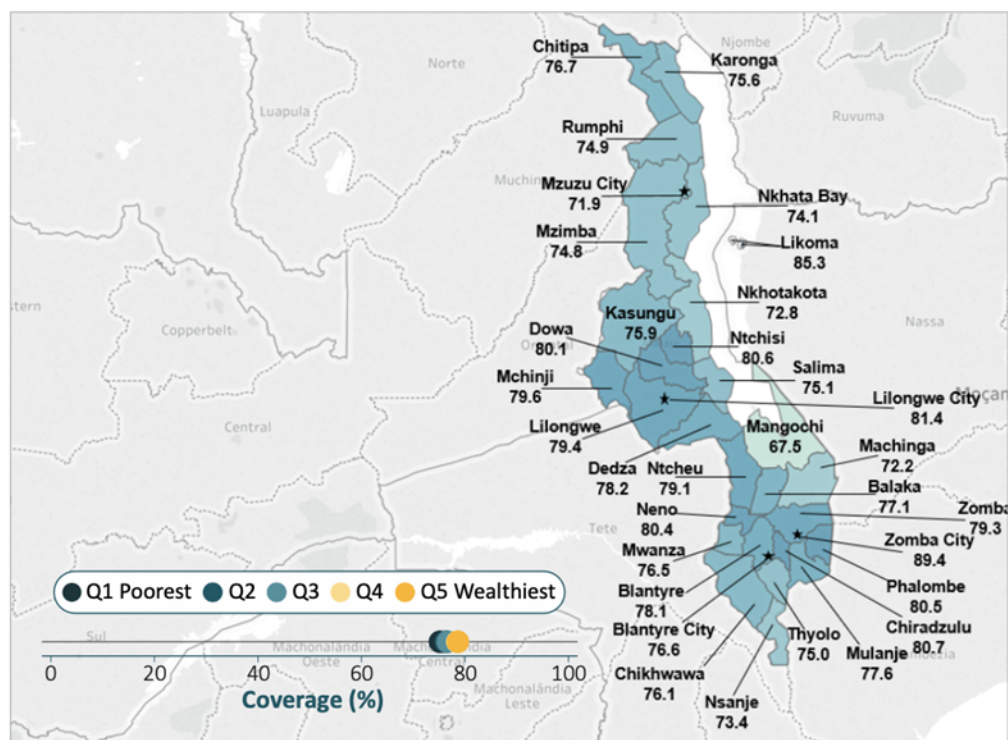 Njombe
Norte
Chitipa
76.7
Karonga
75.6
Luapula
Ruvuma
Rumphi
74.9
Mzuzu City
71.9
Nkhata Bay
74.1
Mzimba
74.8
Likoma
85.3
Nkhotakota
72.8
Kasungu
75.9
Copperbelt
Nassa
Dowa
80.1
Ntchisi
80.6
Mchinji
79.6
Salima
75.1
Lilongwe City
81.4
Central
Lilongwe
79.4
Mangochi
67.5
Machinga
72.2
Dedza
78.2
Ntcheu
79.1
Balaka
77.1
Neno
80.4
Zomba
79.3
Tete
Mwanza
76.5
Zomba City
89.4
Blantyre
78.1
Phalombe
80.5
Blantyre City
76.6
Chiradzulu
80.7
Thyolo
75.0
Mulanje
77.6
Chikhwawa
76.1
Nsanje
73.4
Q1 Poorest Q2 Q3 Q4 Q5 Wealthiest
Sul
Machonalândia
Oeste
Central
0 20 40 60 80 100
Coverage (%)
Machonalândia
Leste